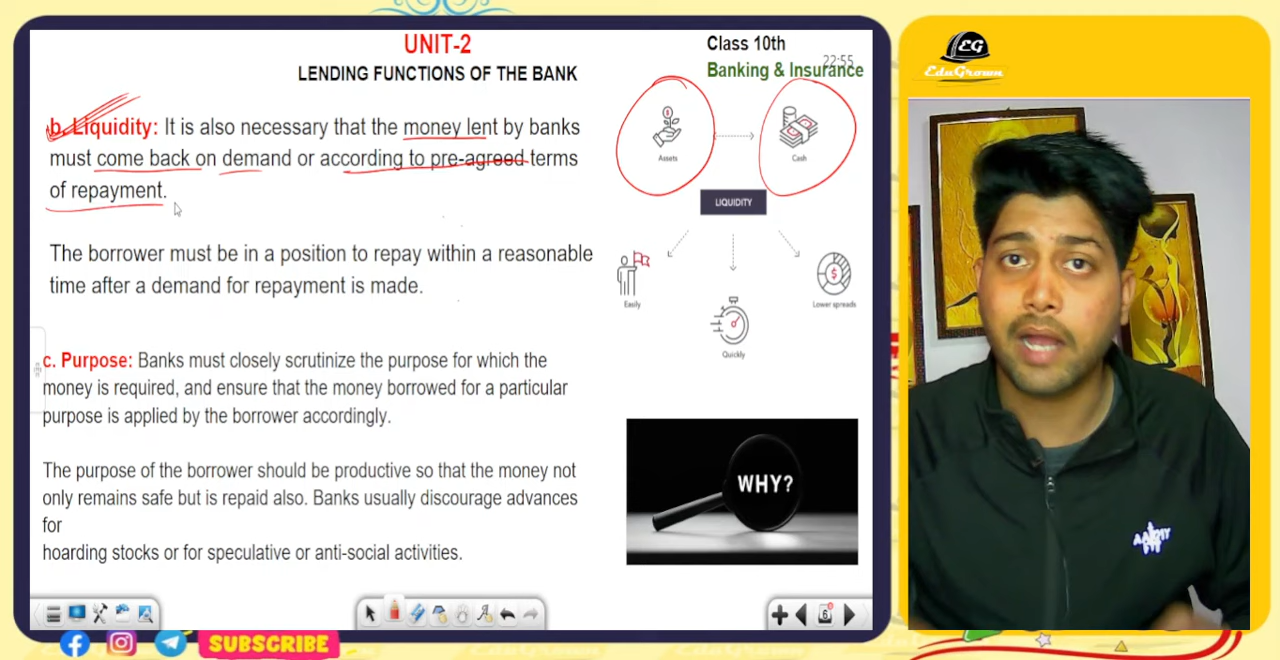 UNIT-2
LENDING FUNCTIONS OF THE BANK
Class 10th
22:55
Banking & Insurance
b. Liquidity: It is also necessary that the money lent by banks
must come back on demand or according to pre-agreed terms
of repayment.
The borrower must be in a position to repay within a reasonable
time after a demand for repayment is made.
c. Purpose: Banks must closely scrutinize the purpose for which the
money is required, and ensure that the money borrowed for a particular
purpose is applied by the borrower accordingly.
The purpose of the borrower should be productive so that the money not
only remains safe but is repaid also. Banks usually discourage advances
for
hoarding stocks or for speculative or anti-social activities.
Assets
Cash
LIQUIDITY
Easily
Quickly
Lower spreads
WHY?
6
SUBSCRIBE
EG
EduGrown